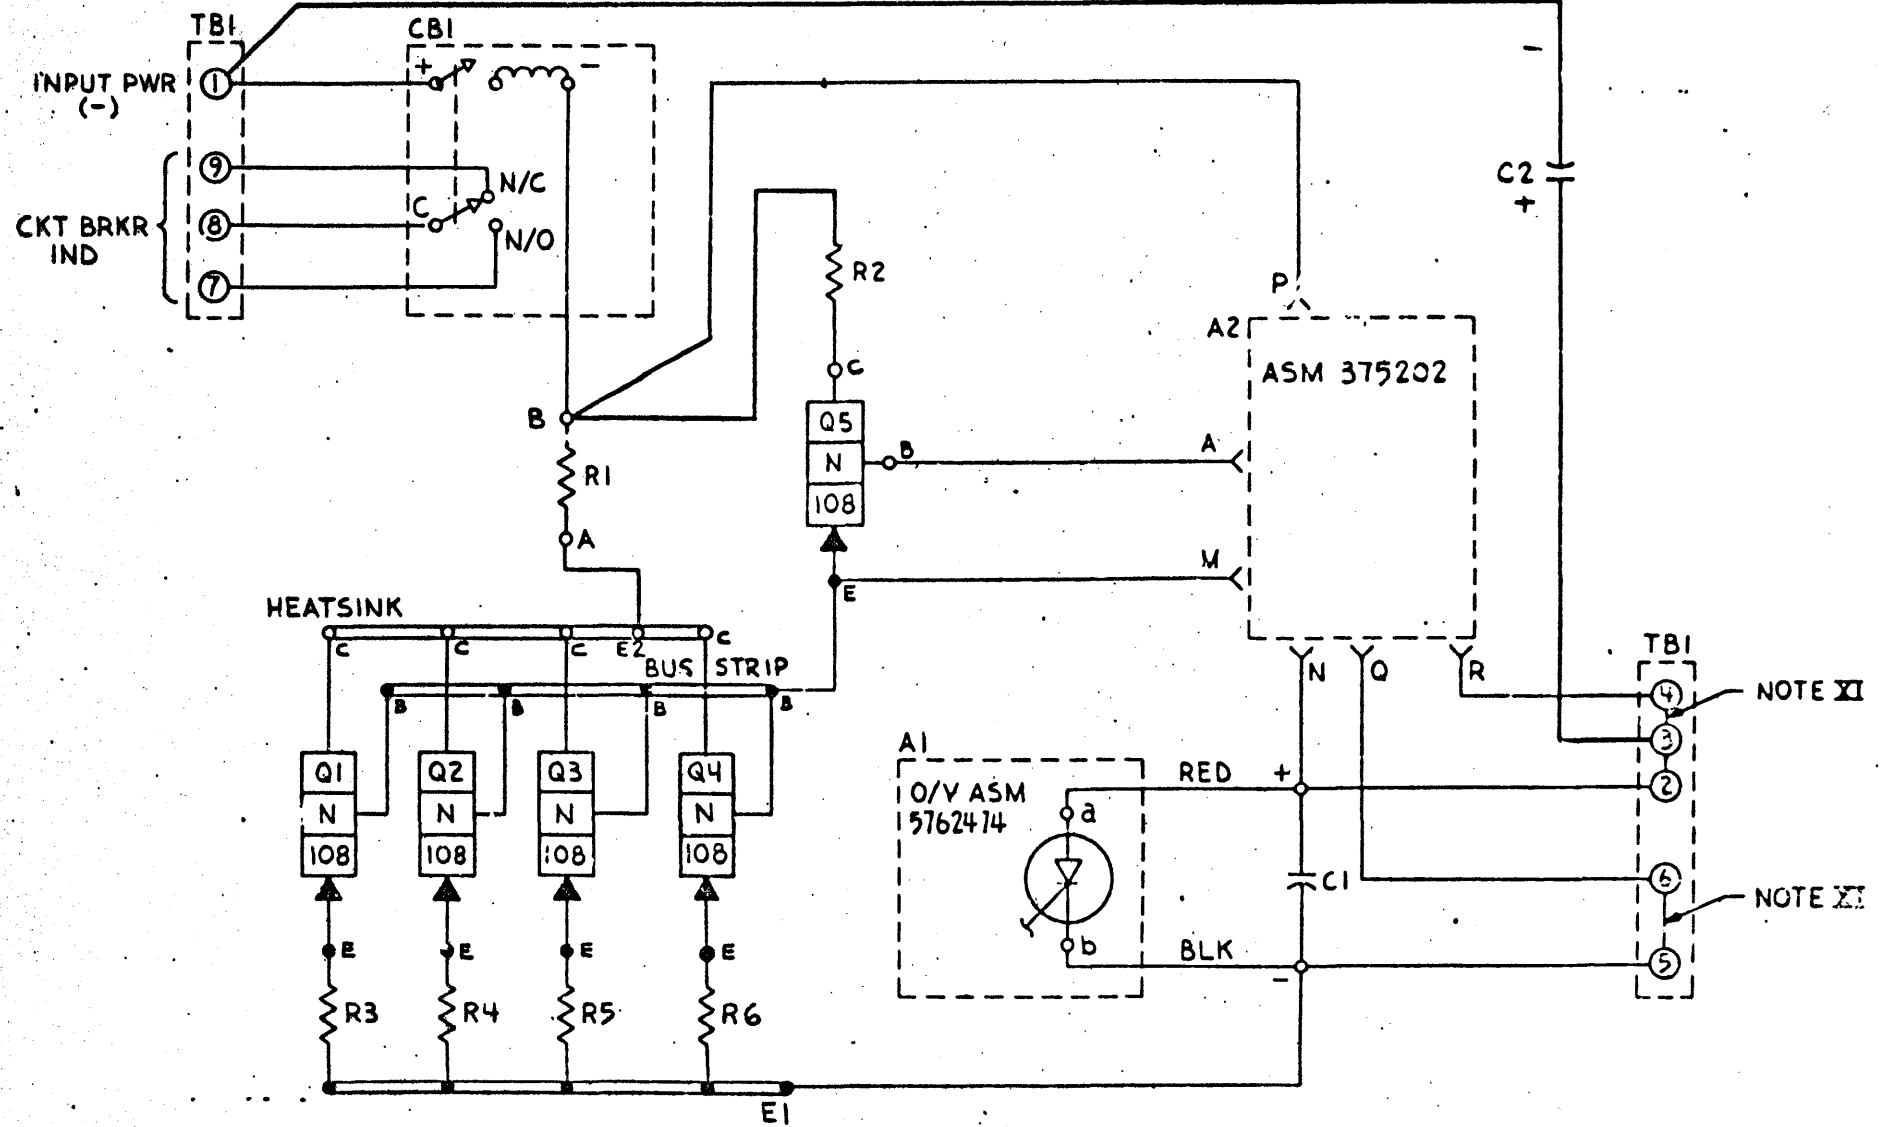 TB1
CB1
INPUT PWR
(-)
1
+
-
-
9
N/C
CKT BRKR
IND
8
C
N/O
7
C2
+
R2
P
A2
ASM 375202
C
B
Q5
N
108
B
A
R1
A
M
E
HEATSINK
C
C
C
E2
C
BUS STRIP
B
B
B
B
N
Q
R
TB1
4
NOTE XI
3
2
A1
O/V ASM
5762474
RED
+
a
Q1
N
108
Q2
N
108
Q3
N
108
Q4
N
108
C1
6
NOTE XI
b
BLK
-
5
E
E
E
E
R3
R4
R5
R6
E1